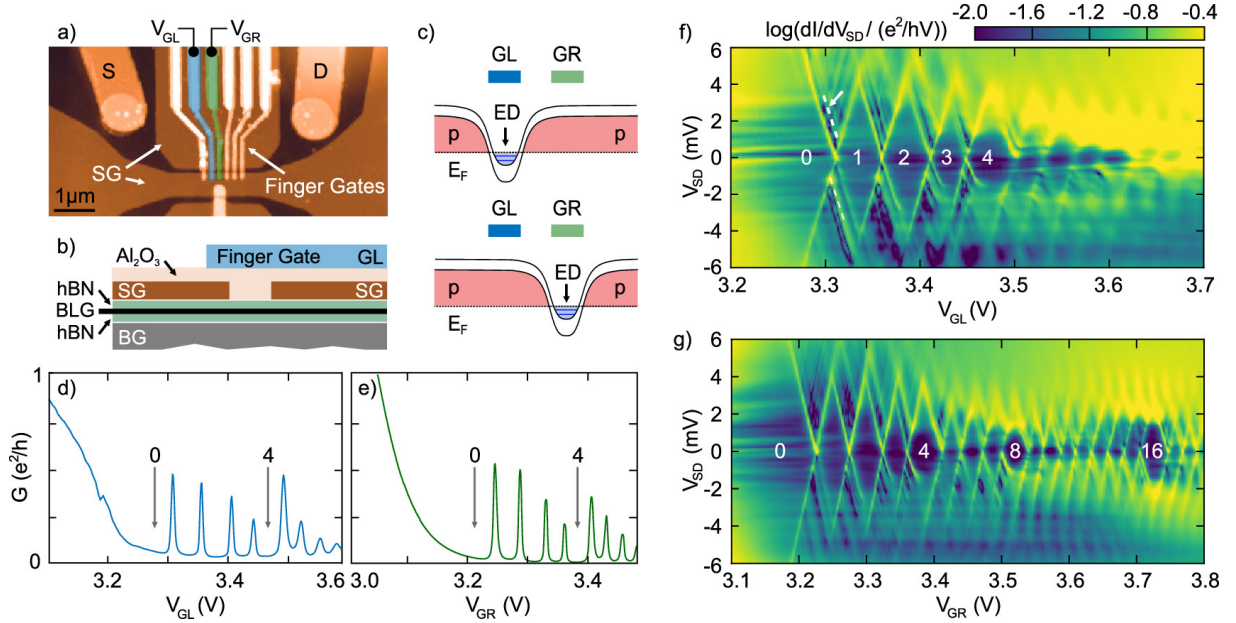 a)
V_GL
V_GR
S
D
SG
Finger Gates
1µm
b)
Al₂O₃
Finger Gate
GL
hBN
SG
SG
BLG
hBN
BG
c)
GL
GR
ED
p
p
E_F
GL
GR
ED
p
p
E_F
d)
1
0
4
G (e²/h)
0
3.2
3.4
3.6
V_GL (V)
e)
0
4
3.0
3.2
3.4
V_GR (V)
f)
log(dI/dV_SD / (e²/hV))
-2.0
-1.6
-1.2
-0.8
-0.4
6
4
2
0
-2
-4
-6
V_SD (mV)
0
1
2
3
4
3.2
3.3
3.4
3.5
3.6
3.7
V_GL (V)
g)
6
4
2
0
-2
-4
-6
V_SD (mV)
0
4
8
16
3.1
3.2
3.3
3.4
3.5
3.6
3.7
3.8
V_GR (V)